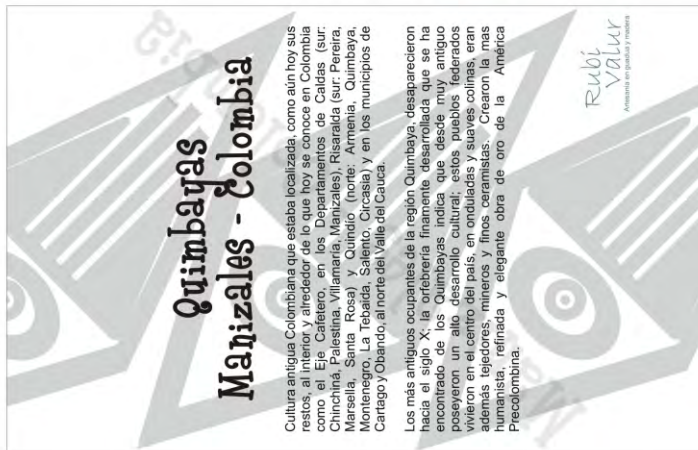 Quimbayas
Manizales - Colombia
Cultura antigua Colombiana que estaba localizada, como aún hoy sus
restos, al interior y alrededor de lo que hoy se conoce en Colombia
como el Eje Cafetero, en los Departamentos de Caldas (sur:
Chinchiná, Palestina, Villamaría, Manizales), Risaralda (sur: Pereira,
Marsella, Santa Rosa) y Quindío (norte: Armenia, Quimbaya,
Montenegro, La Tebaida, Salento, Circasia) y en los municipios de
Cartago y Obando, al norte del Valle del Cauca.
Los más antiguos ocupantes de la región Quimbaya, desaparecieron
hacia el siglo X; la orfebrería finamente desarrollada que se ha
encontrado de los Quimbayas indica que desde muy antiguo
poseyeron un alto desarrollo cultural; estos pueblos federados
vivieron en el centro del país, en onduladas y suaves colinas, eran
además tejedores, mineros y finos ceramistas. Crearon la mas
humanista, refinada y elegante obra de oro de la América
Precolombina.
Rubí
Valur
Artesanía en guadua y madera